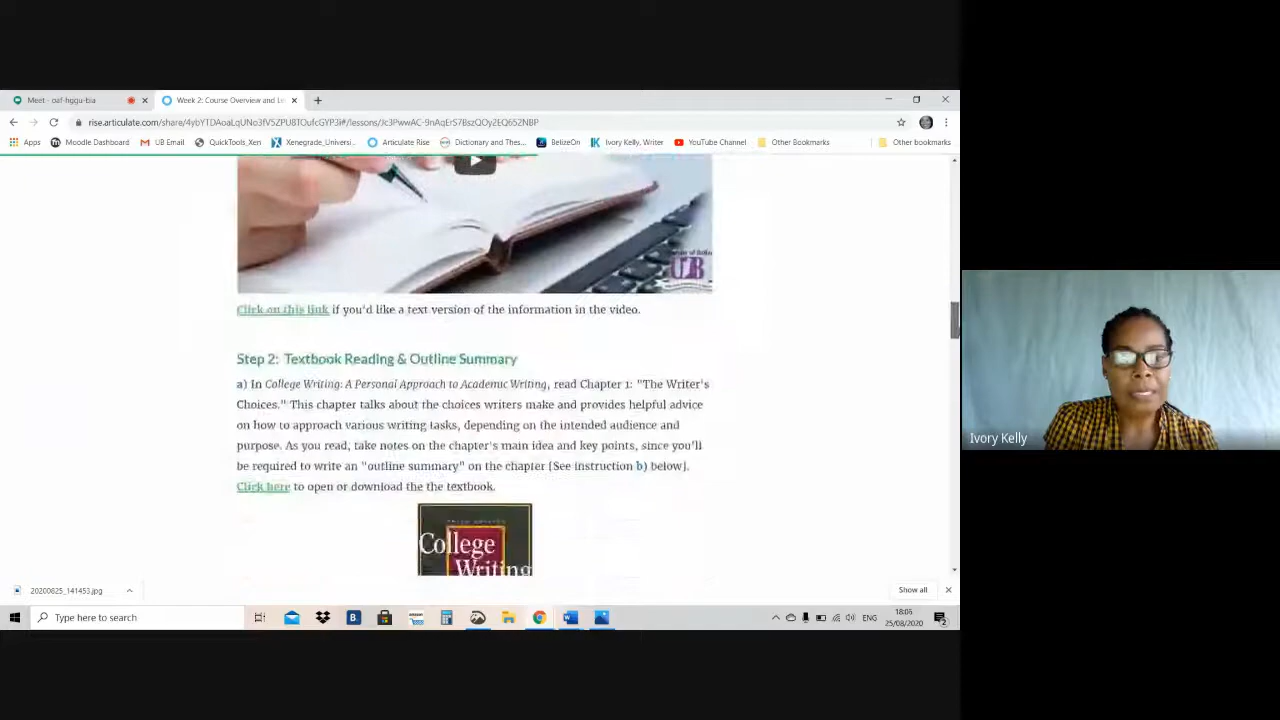 Meet - oaf-hggu-bia
Week 2: Course Overview and Le
rise.articulate.com/share/
Apps
Moodle Dashboard
UB Email
QuickTools_Xen
Xenegrade_Universi...
Articulate Rise
Dictionary and Thes...
BelizeOn
Ivory Kelly, Writer
YouTube Channel
Other Bookmarks
Other bookmarks
UB
Click on this link if you'd like a text version of the information in the video.
Step 2: Textbook Reading & Outline Summary
a) In College Writing: A Personal Approach to Academic Writing, read Chapter 1: "The Writer's
Choices." This chapter talks about the choices writers make and provides helpful advice
on how to approach various writing tasks, depending on the intended audience and
purpose. As you read, take notes on the chapter's main idea and key points, since you'll
be required to write an "outline summary" on the chapter [See instruction b) below].
Click here to open or download the the textbook.
College
Writing
20200825_141453.jpg
Show all
Type here to search
ENG
18:05
25/08/2020
Ivory Kelly